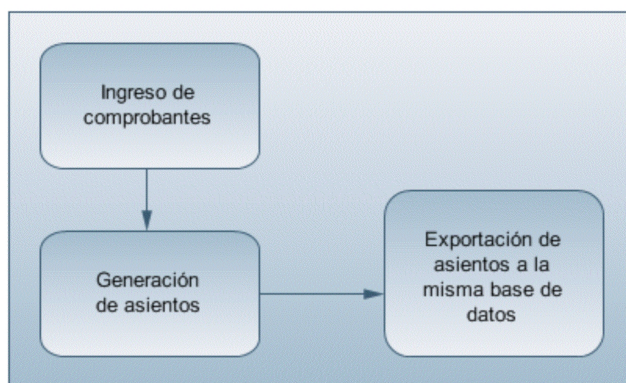 Ingreso de
comprobantes
Generación
de asientos
Exportación de
asientos a la
misma base de
datos